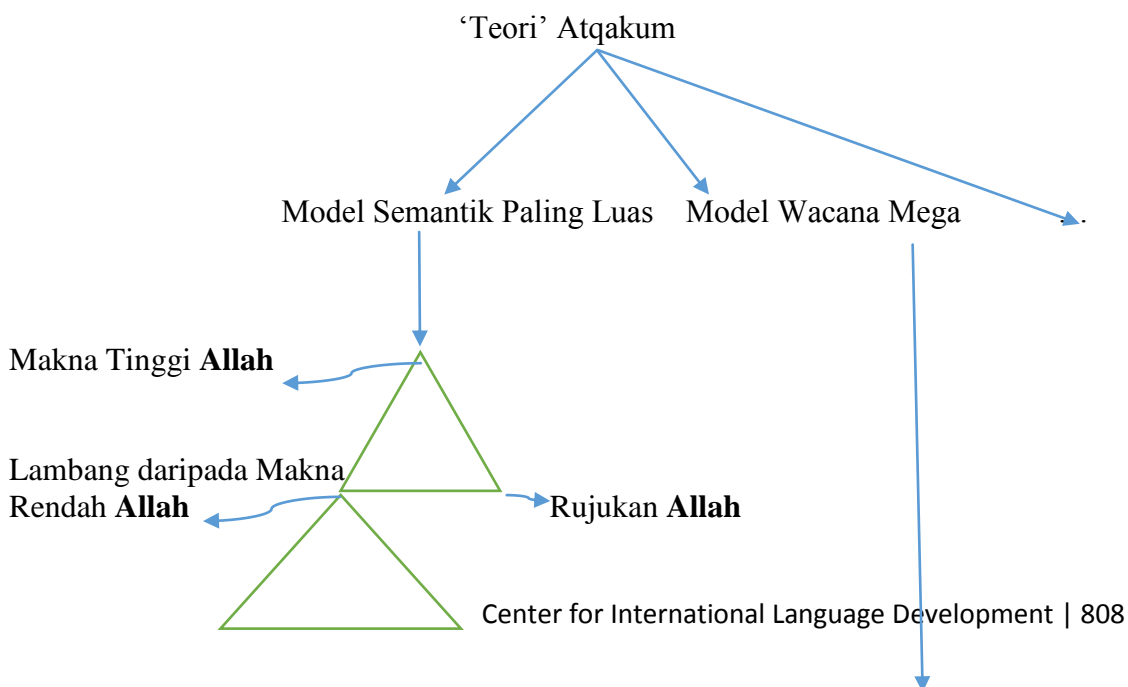 ‘Teori’ Atqakum
Model Semantik Paling Luas Model Wacana Mega ...
Makna Tinggi Allah
Lambang daripada Makna
Rendah Allah Rujukan Allah
Center for International Language Development | 808